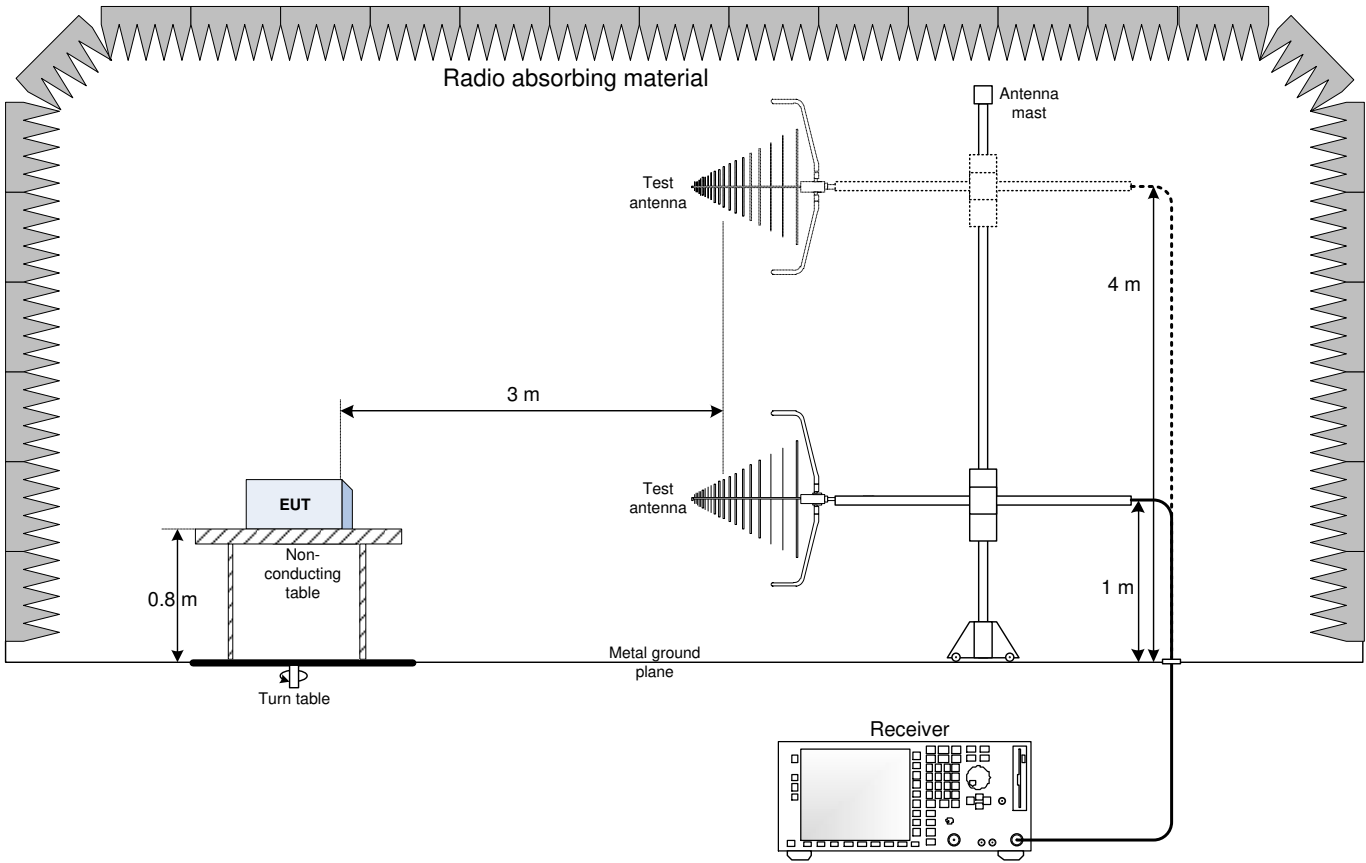 Radio absorbing material
Antenna
mast
Test
antenna
4 m
3 m
Test
antenna
EUT
Non-
conducting
table
0.8 m
1 m
Metal ground
plane
Turn table
Receiver